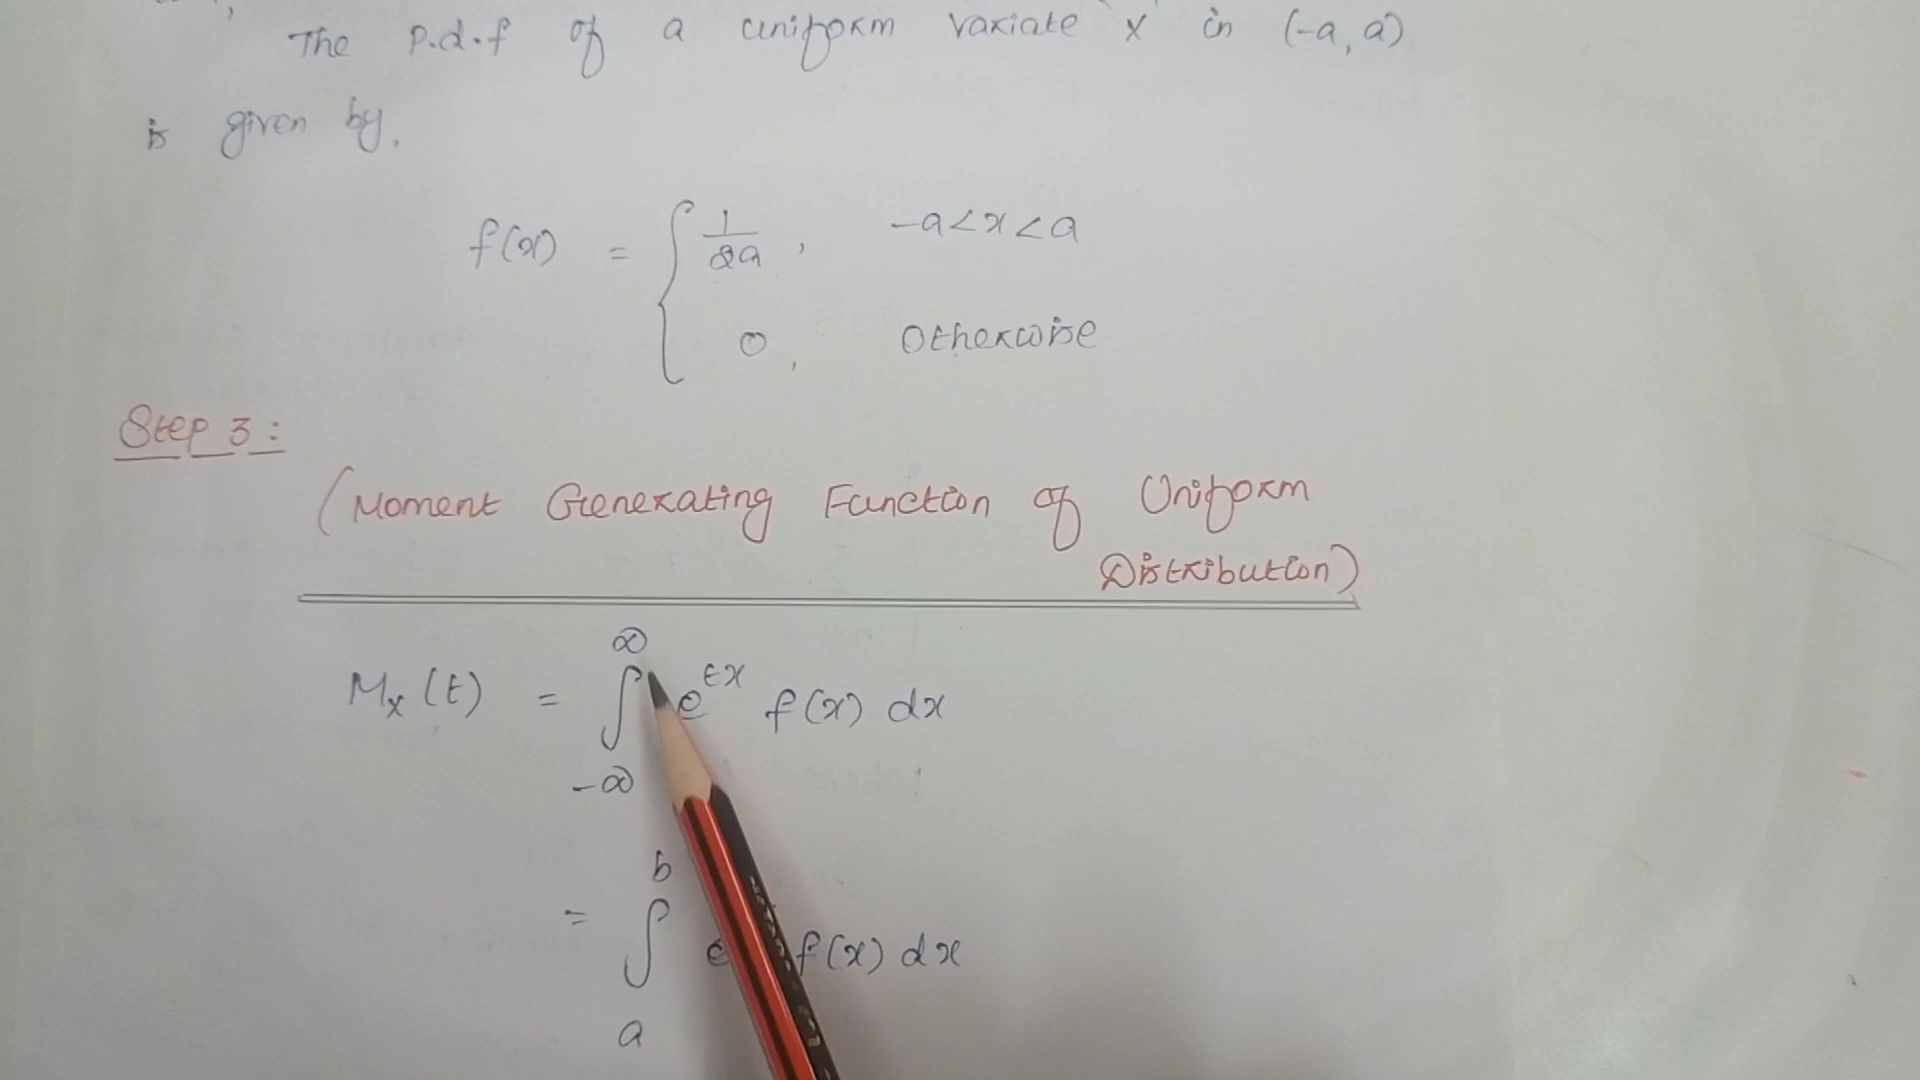 The p.d.f of a uniform variate 'X' in (-a, a)
is given by,
f(x) = { 1/2a , -a<x<a
0 , Otherwise
Step 3:
(Moment Generating Function of Uniform
Distribution)
∞
Mx(t) = ∫ e^tx f(x) dx
-∞
b
= ∫ e f(x) dx
a